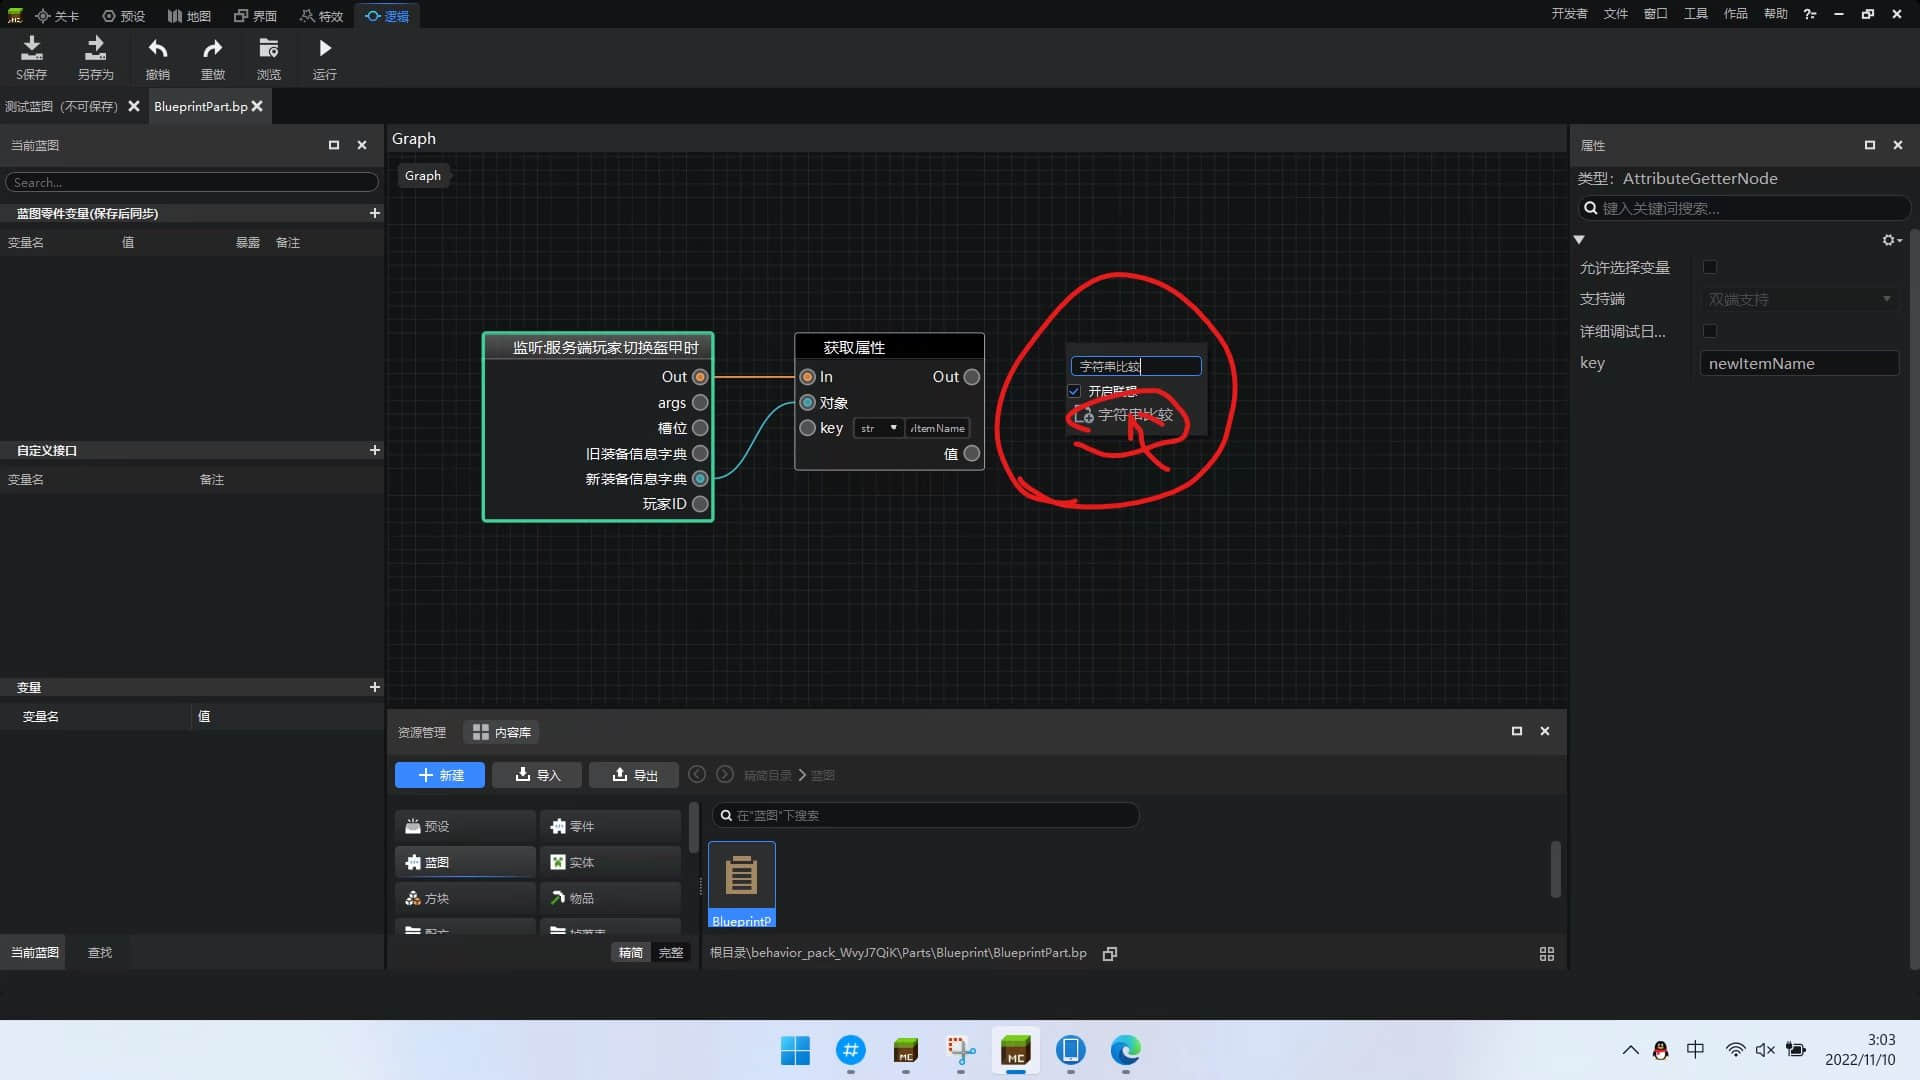 关卡 预设 地图 界面 特效 逻辑 开发者 文件 窗口 工具 作品 帮助
S保存 另存为 撤销 重做 浏览 运行
测试蓝图（不可保存） BlueprintPart.bp
当前蓝图
Search...
蓝图零件变量(保存后同步)
变量名 值 暴露 备注
自定义接口
变量名 备注
变量
变量名 值
当前蓝图 查找
Graph
Graph
监听:服务端玩家切换盔甲时
Out
args
槽位
旧装备信息字典
新装备信息字典
玩家ID
获取属性
In Out
对象
key str ItemName
值
字符串比较
开启联想
字符串比较
属性
类型: AttributeGetterNode
键入关键词搜索...
允许选择变量
支持端 双端支持
详细调试日...
key newItemName
资源管理 内容库
新建 导入 导出 精简目录 蓝图
预设 零件
蓝图 实体
方块 物品
精简 完整
在"蓝图"下搜索
BlueprintP
根目录\behavior_pack_WvyJ7QiK\Parts\Blueprint\BlueprintPart.bp
MC MC
中
3:03
2022/11/10